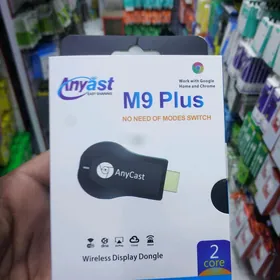 Anyast
Work with Google
Home and Chrome
M9 Plus
NO NEED OF MODES SWITCH
AnyCast
Wireless Display Dongle
2
core